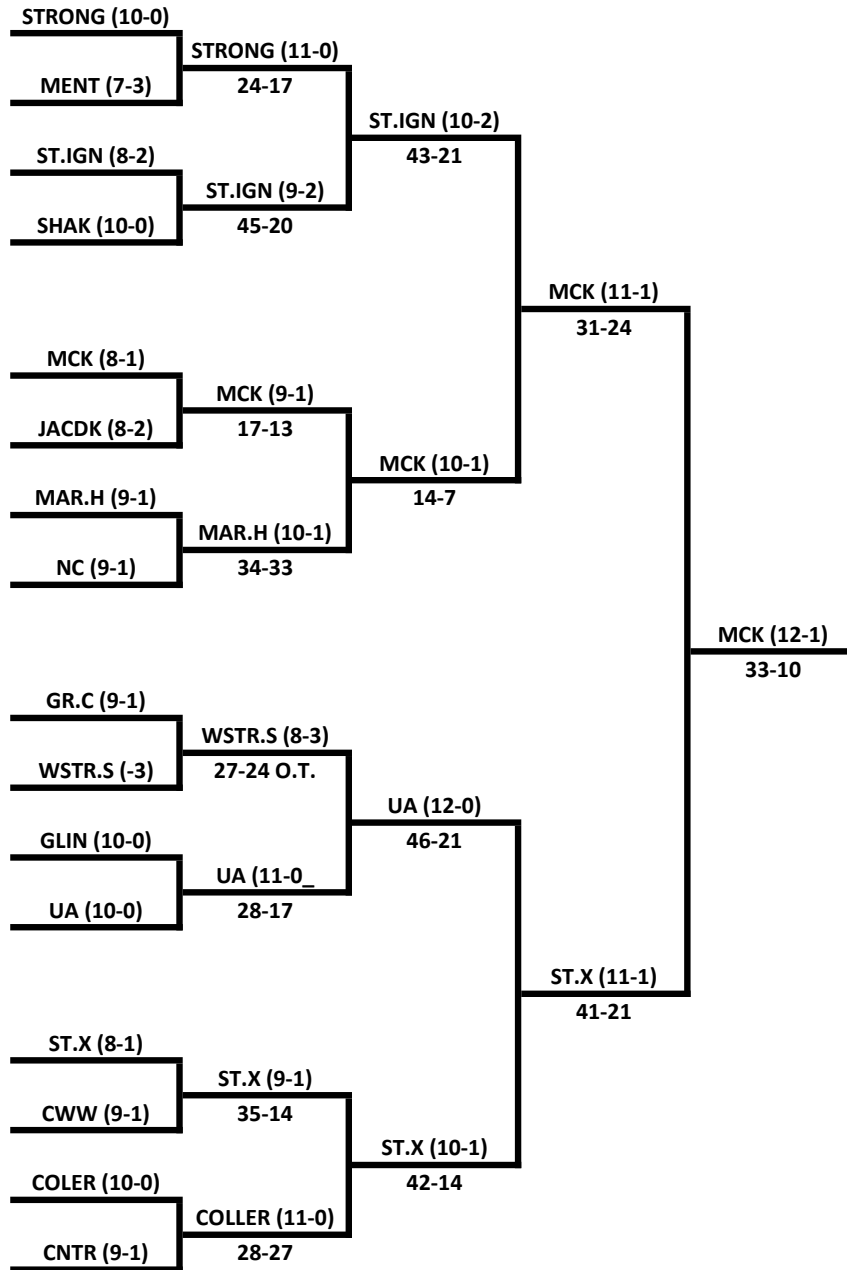 STRONG (10-0)
MENT (7-3)
STRONG (11-0)
24-17
ST.IGN (8-2)
SHAK (10-0)
ST.IGN (9-2)
45-20
ST.IGN (10-2)
43-21
MCK (8-1)
JACDK (8-2)
MCK (9-1)
17-13
MAR.H (9-1)
NC (9-1)
MAR.H (10-1)
34-33
MCK (10-1)
14-7
MCK (11-1)
31-24
GR.C (9-1)
WSTR.S (-3)
WSTR.S (8-3)
27-24 O.T.
GLIN (10-0)
UA (10-0)
UA (11-0_
28-17
UA (12-0)
46-21
ST.X (8-1)
CWW (9-1)
ST.X (9-1)
35-14
COLER (10-0)
CNTR (9-1)
COLLER (11-0)
28-27
ST.X (10-1)
42-14
ST.X (11-1)
41-21
MCK (12-1)
33-10